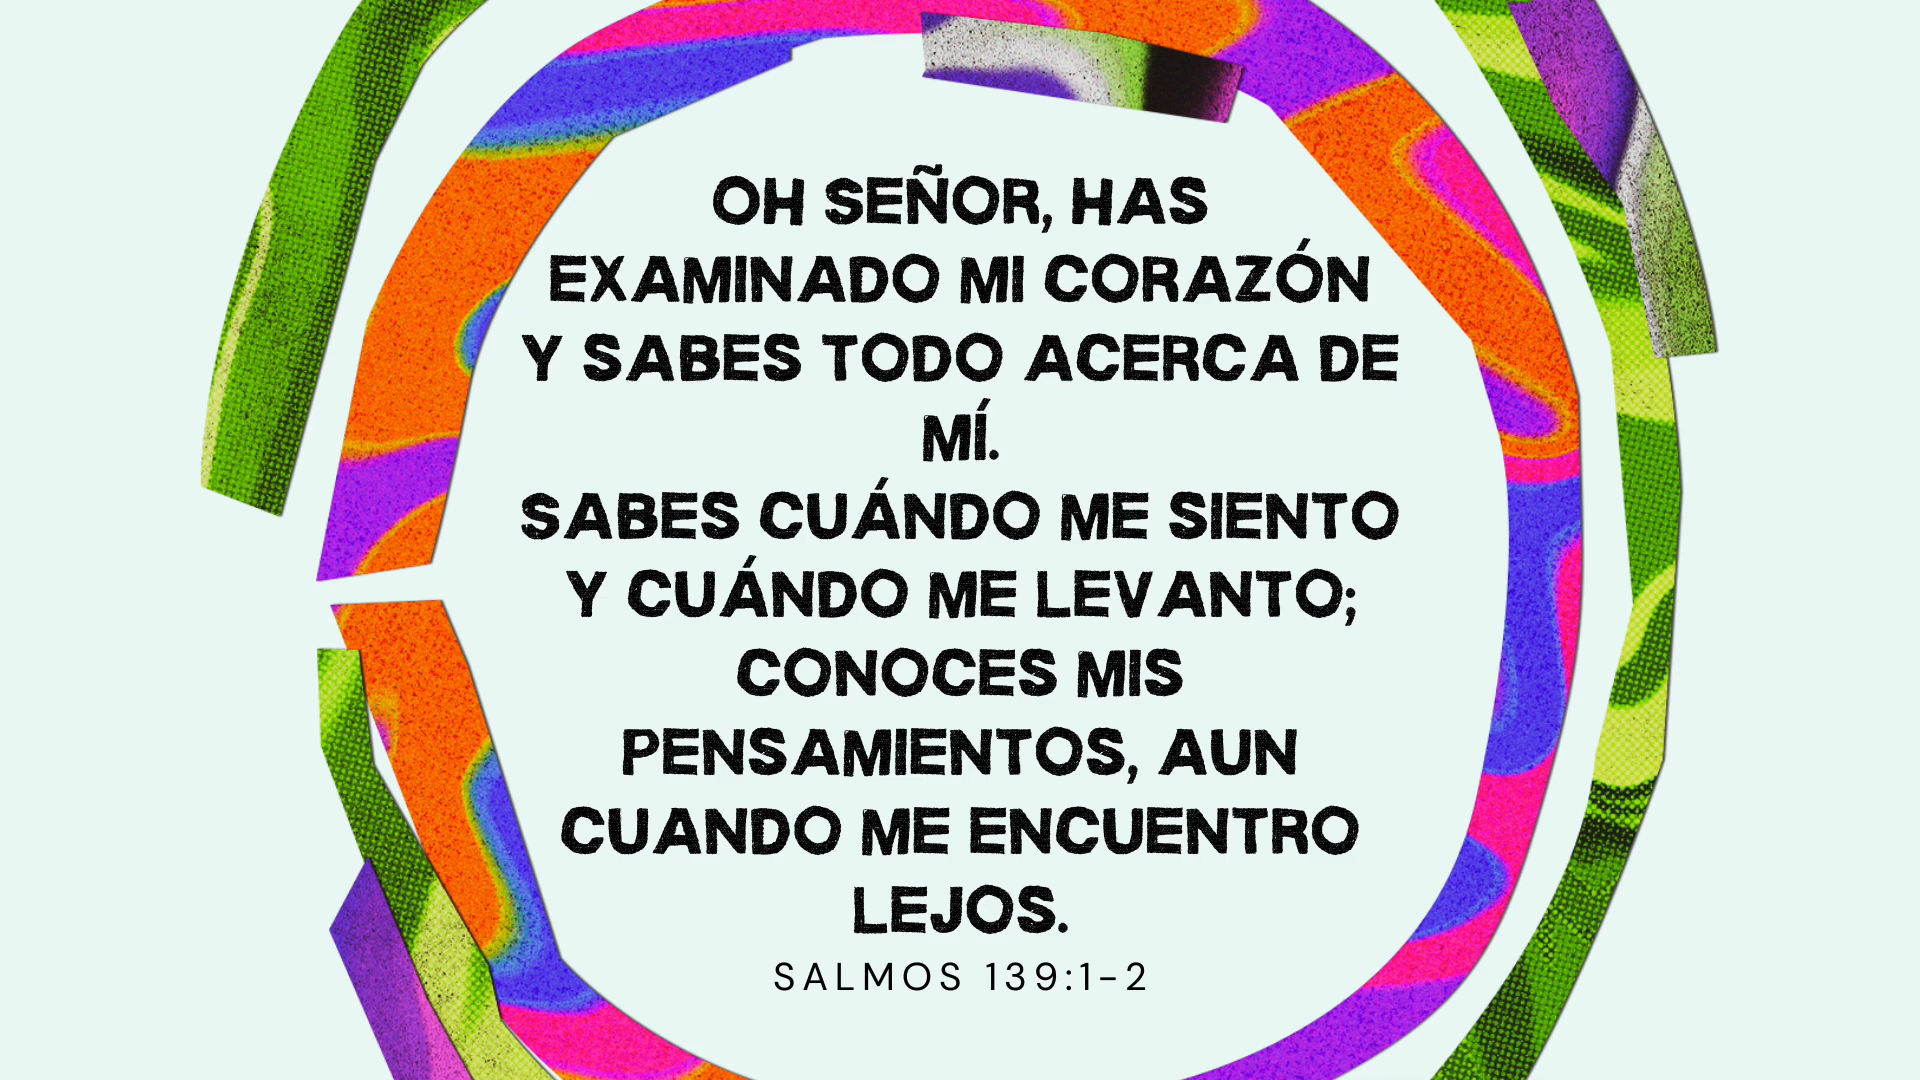 OH SEÑOR, HAS
EXAMINADO MI CORAZÓN
Y SABES TODO ACERCA DE
MÍ.
SABES CUÁNDO ME SIENTO
Y CUÁNDO ME LEVANTO;
CONOCES MIS
PENSAMIENTOS, AUN
CUANDO ME ENCUENTRO
LEJOS.
SALMOS 139:1-2